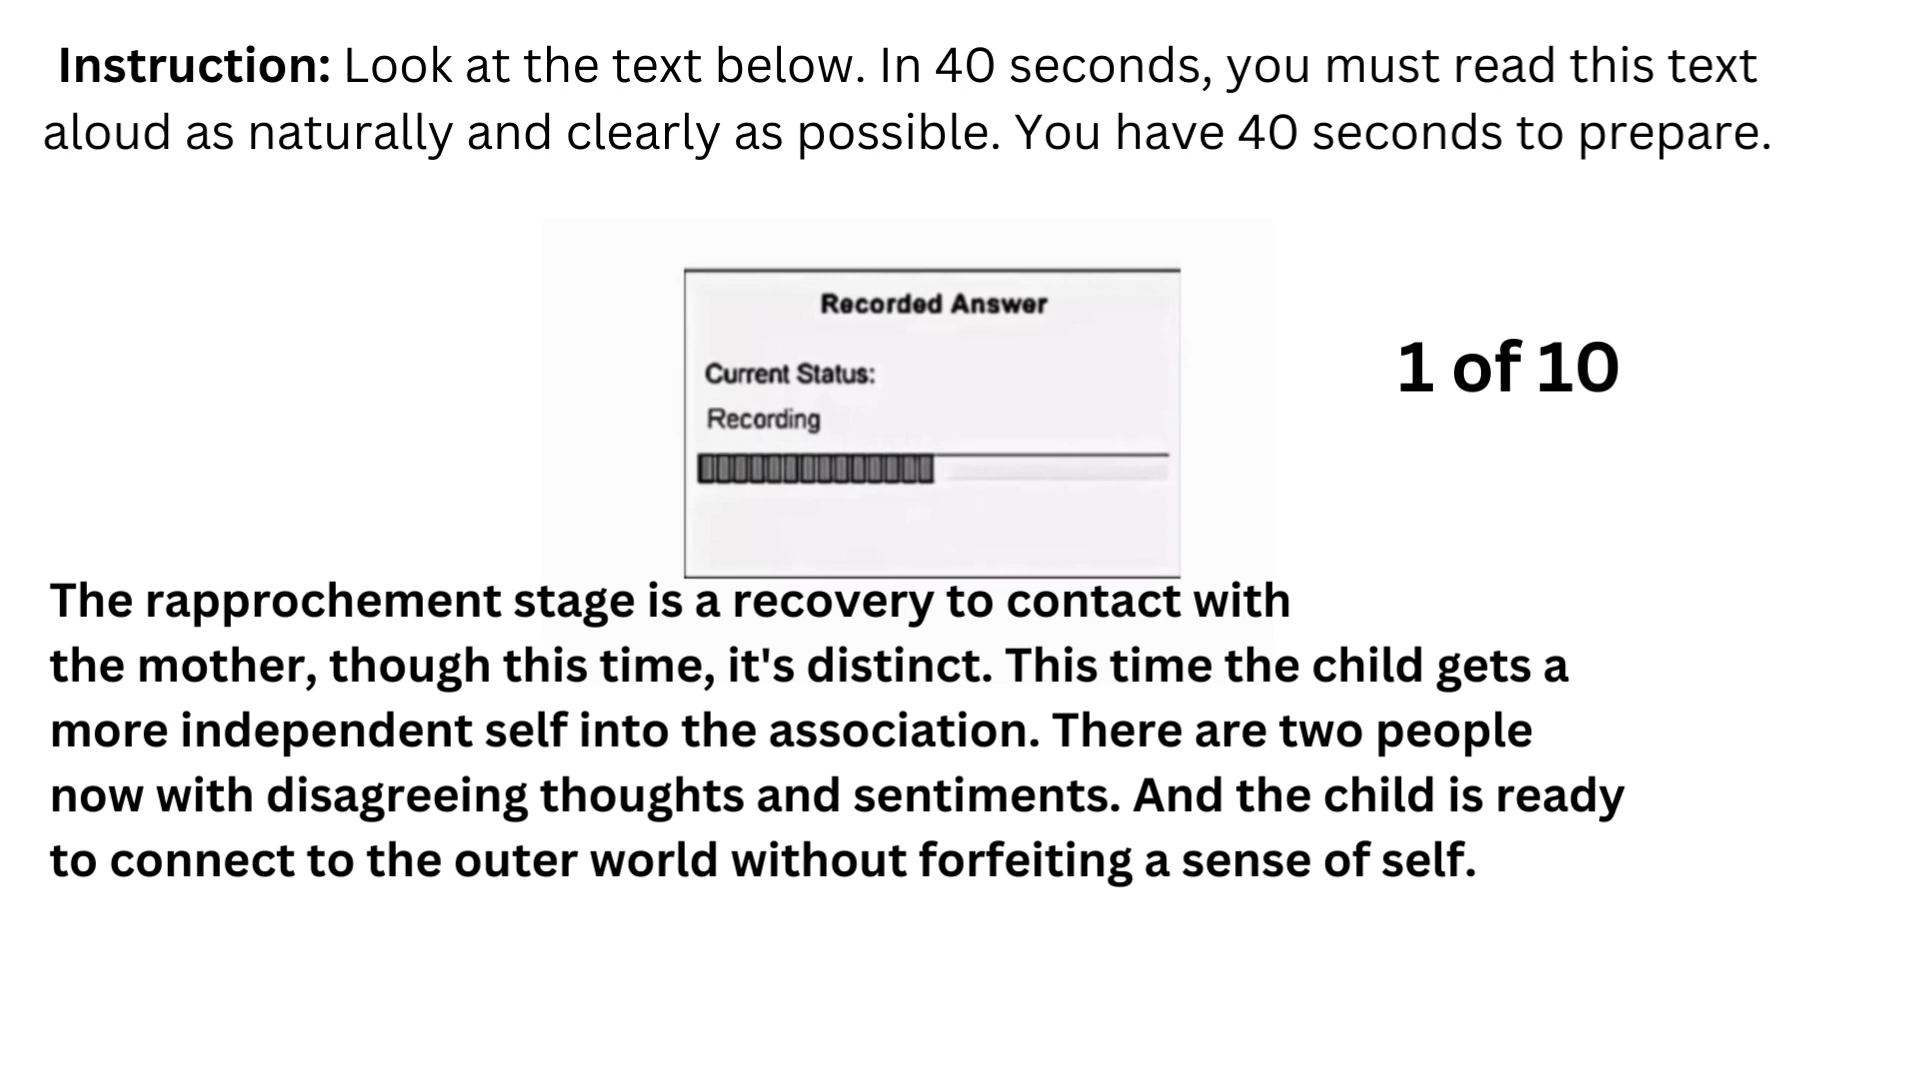 Instruction: Look at the text below. In 40 seconds, you must read this text
aloud as naturally and clearly as possible. You have 40 seconds to prepare.
Recorded Answer
Current Status:
Recording
1 of 10
The rapprochement stage is a recovery to contact with
the mother, though this time, it's distinct. This time the child gets a
more independent self into the association. There are two people
now with disagreeing thoughts and sentiments. And the child is ready
to connect to the outer world without forfeiting a sense of self.